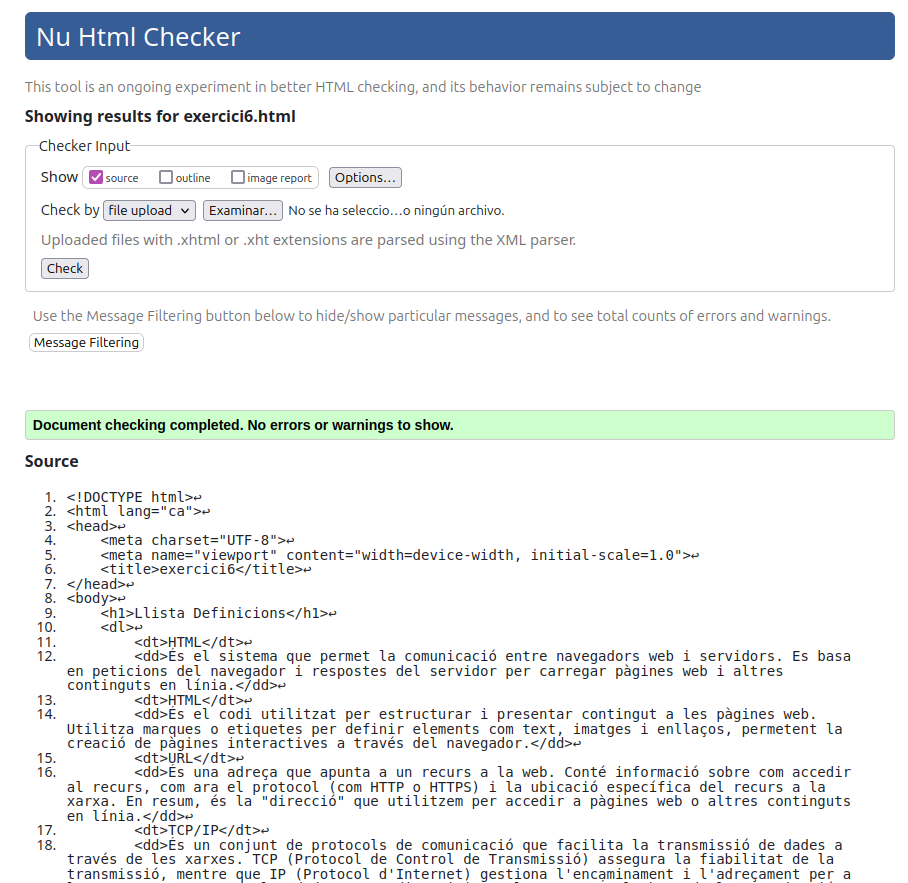 Nu Html Checker
This tool is an ongoing experiment in better HTML checking, and its behavior remains subject to change
Showing results for exercici6.html
Checker Input
Show source outline image report Options...
Check by file upload Examinar... No se ha seleccio...o ningún archivo.
Uploaded files with .xhtml or .xht extensions are parsed using the XML parser.
Check
Use the Message Filtering button below to hide/show particular messages, and to see total counts of errors and warnings.
Message Filtering
Document checking completed. No errors or warnings to show.
Source
1. <!DOCTYPE html>↩
2. <html lang="ca">↩
3. <head>↩
4. <meta charset="UTF-8">↩
5. <meta name="viewport" content="width=device-width, initial-scale=1.0">↩
6. <title>exercici6</title>↩
7. </head>↩
8. <body>↩
9. <h1>Llista Definicions</h1>↩
10. <dl>↩
11. <dt>HTML</dt>↩
12. <dd>És el sistema que permet la comunicació entre navegadors web i servidors. Es basa
en peticions del navegador i respostes del servidor per carregar pàgines web i altres
continguts en línia.</dd>↩
13. <dt>HTML</dt>↩
14. <dd>És el codi utilitzat per estructurar i presentar contingut a les pàgines web.
Utilitza marques o etiquetes per definir elements com text, imatges i enllaços, permetent la
creació de pàgines interactives a través del navegador.</dd>↩
15. <dt>URL</dt>↩
16. <dd>És una adreça que apunta a un recurs a la web. Conté informació sobre com accedir
al recurs, com ara el protocol (com HTTP o HTTPS) i la ubicació específica del recurs a la
xarxa. En resum, és la "direcció" que utilitzem per accedir a pàgines web o altres continguts
en línia.</dd>↩
17. <dt>TCP/IP</dt>↩
18. <dd>És un conjunt de protocols de comunicació que facilita la transmissió de dades a
través de les xarxes. TCP (Protocol de Control de Transmissió) assegura la fiabilitat de la
transmissió, mentre que IP (Protocol d'Internet) gestiona l'encaminament i l'adreçament per a